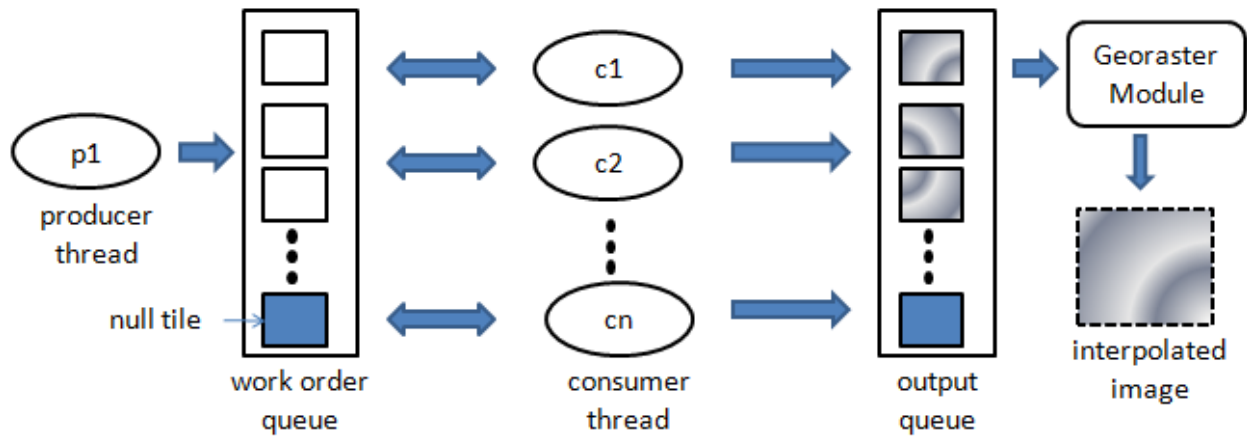 p1
producer
thread
null tile
work order
queue
c1
c2
cn
consumer
thread
output
queue
Georaster
Module
interpolated
image